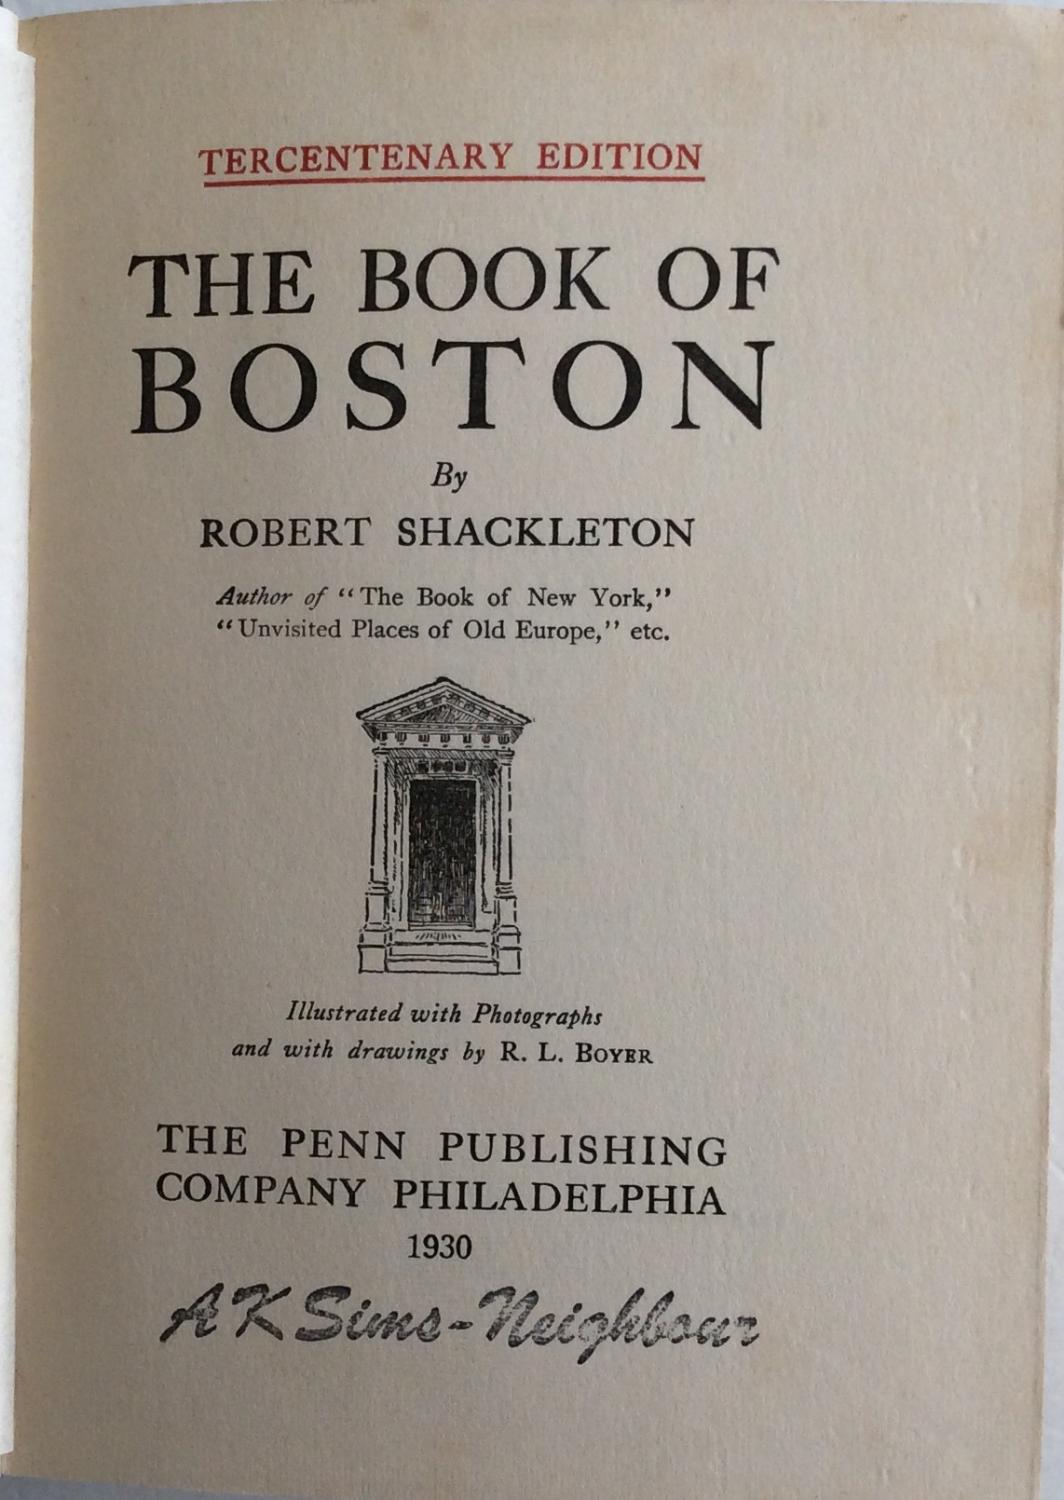 TERCENTENARY EDITION
THE BOOK OF
BOSTON
By
ROBERT SHACKLETON
Author of “The Book of New York,”
“Unvisited Places of Old Europe,” etc.
Illustrated with Photographs
and with drawings by R. L. BOYER
THE PENN PUBLISHING
COMPANY PHILADELPHIA
1930
A K Sims-Neighbour